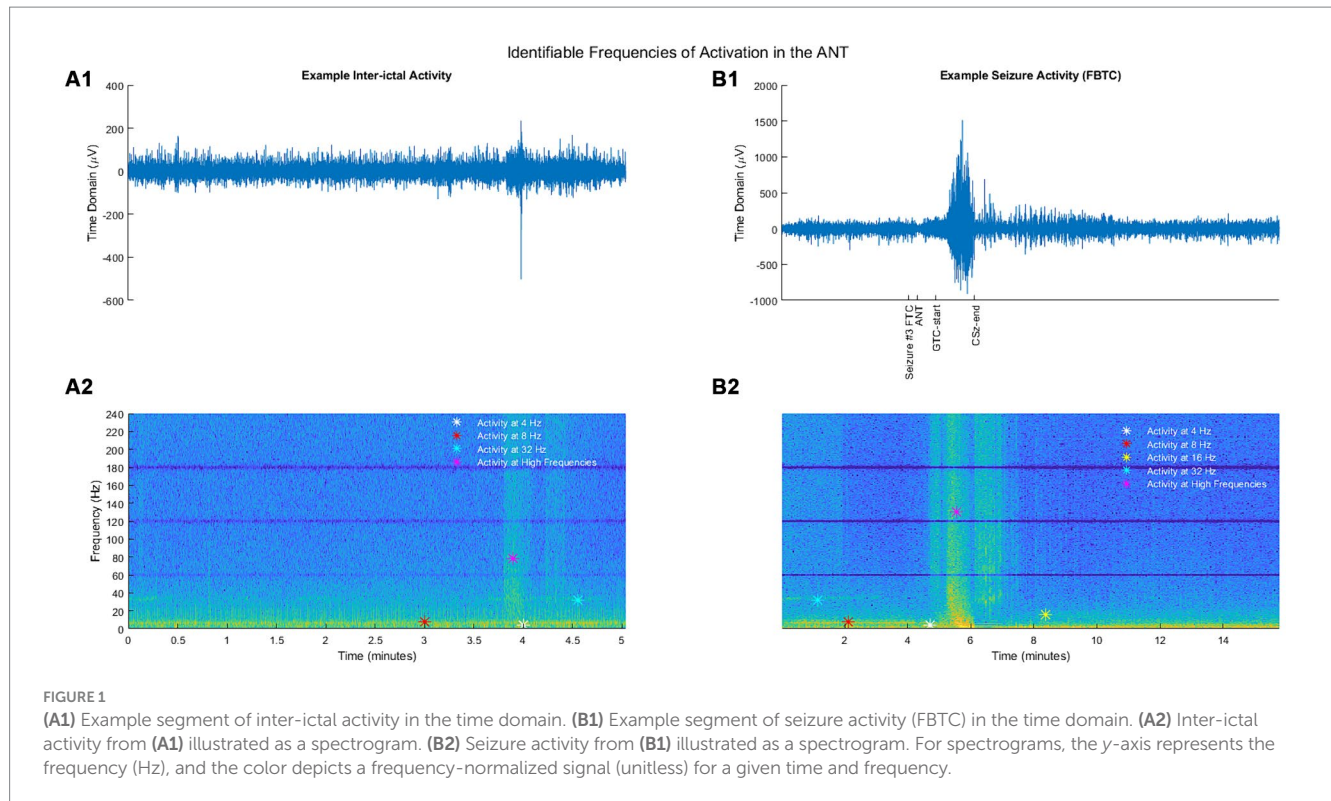 Identifiable Frequencies of Activation in the ANT
A1
Example Inter-ictal Activity
400
200
0
-200
-400
-600
Time Domain (μV)
B1
Example Seizure Activity (FBTC)
2000
1500
1000
500
0
-500
-1000
Time Domain (μV)
Seizure #3 FTC
ANT
GTC-start
CSz-end
A2
240
220
200
180
160
140
120
100
80
60
40
20
0
Frequency (Hz)
Activity at 4 Hz
Activity at 8 Hz
Activity at 32 Hz
Activity at High Frequencies
0 0.5 1 1.5 2 2.5 3 3.5 4 4.5 5
Time (minutes)
B2
Activity at 4 Hz
Activity at 8 Hz
Activity at 16 Hz
Activity at 32 Hz
Activity at High Frequencies
2 4 6 8 10 12 14
Time (minutes)
FIGURE 1
(A1) Example segment of inter-ictal activity in the time domain. (B1) Example segment of seizure activity (FBTC) in the time domain. (A2) Inter-ictal
activity from (A1) illustrated as a spectrogram. (B2) Seizure activity from (B1) illustrated as a spectrogram. For spectrograms, the y-axis represents the
frequency (Hz), and the color depicts a frequency-normalized signal (unitless) for a given time and frequency.